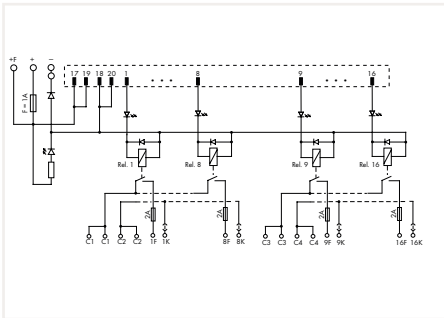 +F + −
17 19 18 20 1 8 9 16
F = 1A
Rel. 1 Rel. 8 Rel. 9 Rel. 16
2A 2A 2A 2A
C1 C1 C2 C2 1F 1K 8F 8K C3 C3 C4 C4 9F 9K 16F 16K